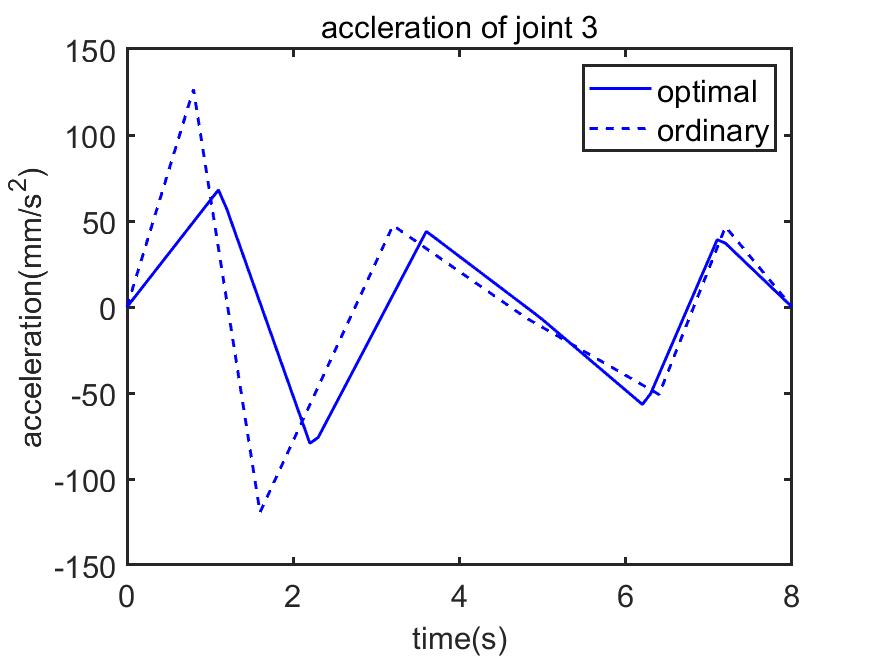 accleration of joint 3
optimal
ordinary
acceleration(mm/s²)
150
100
50
0
-50
-100
-150
0 2 4 6 8
time(s)